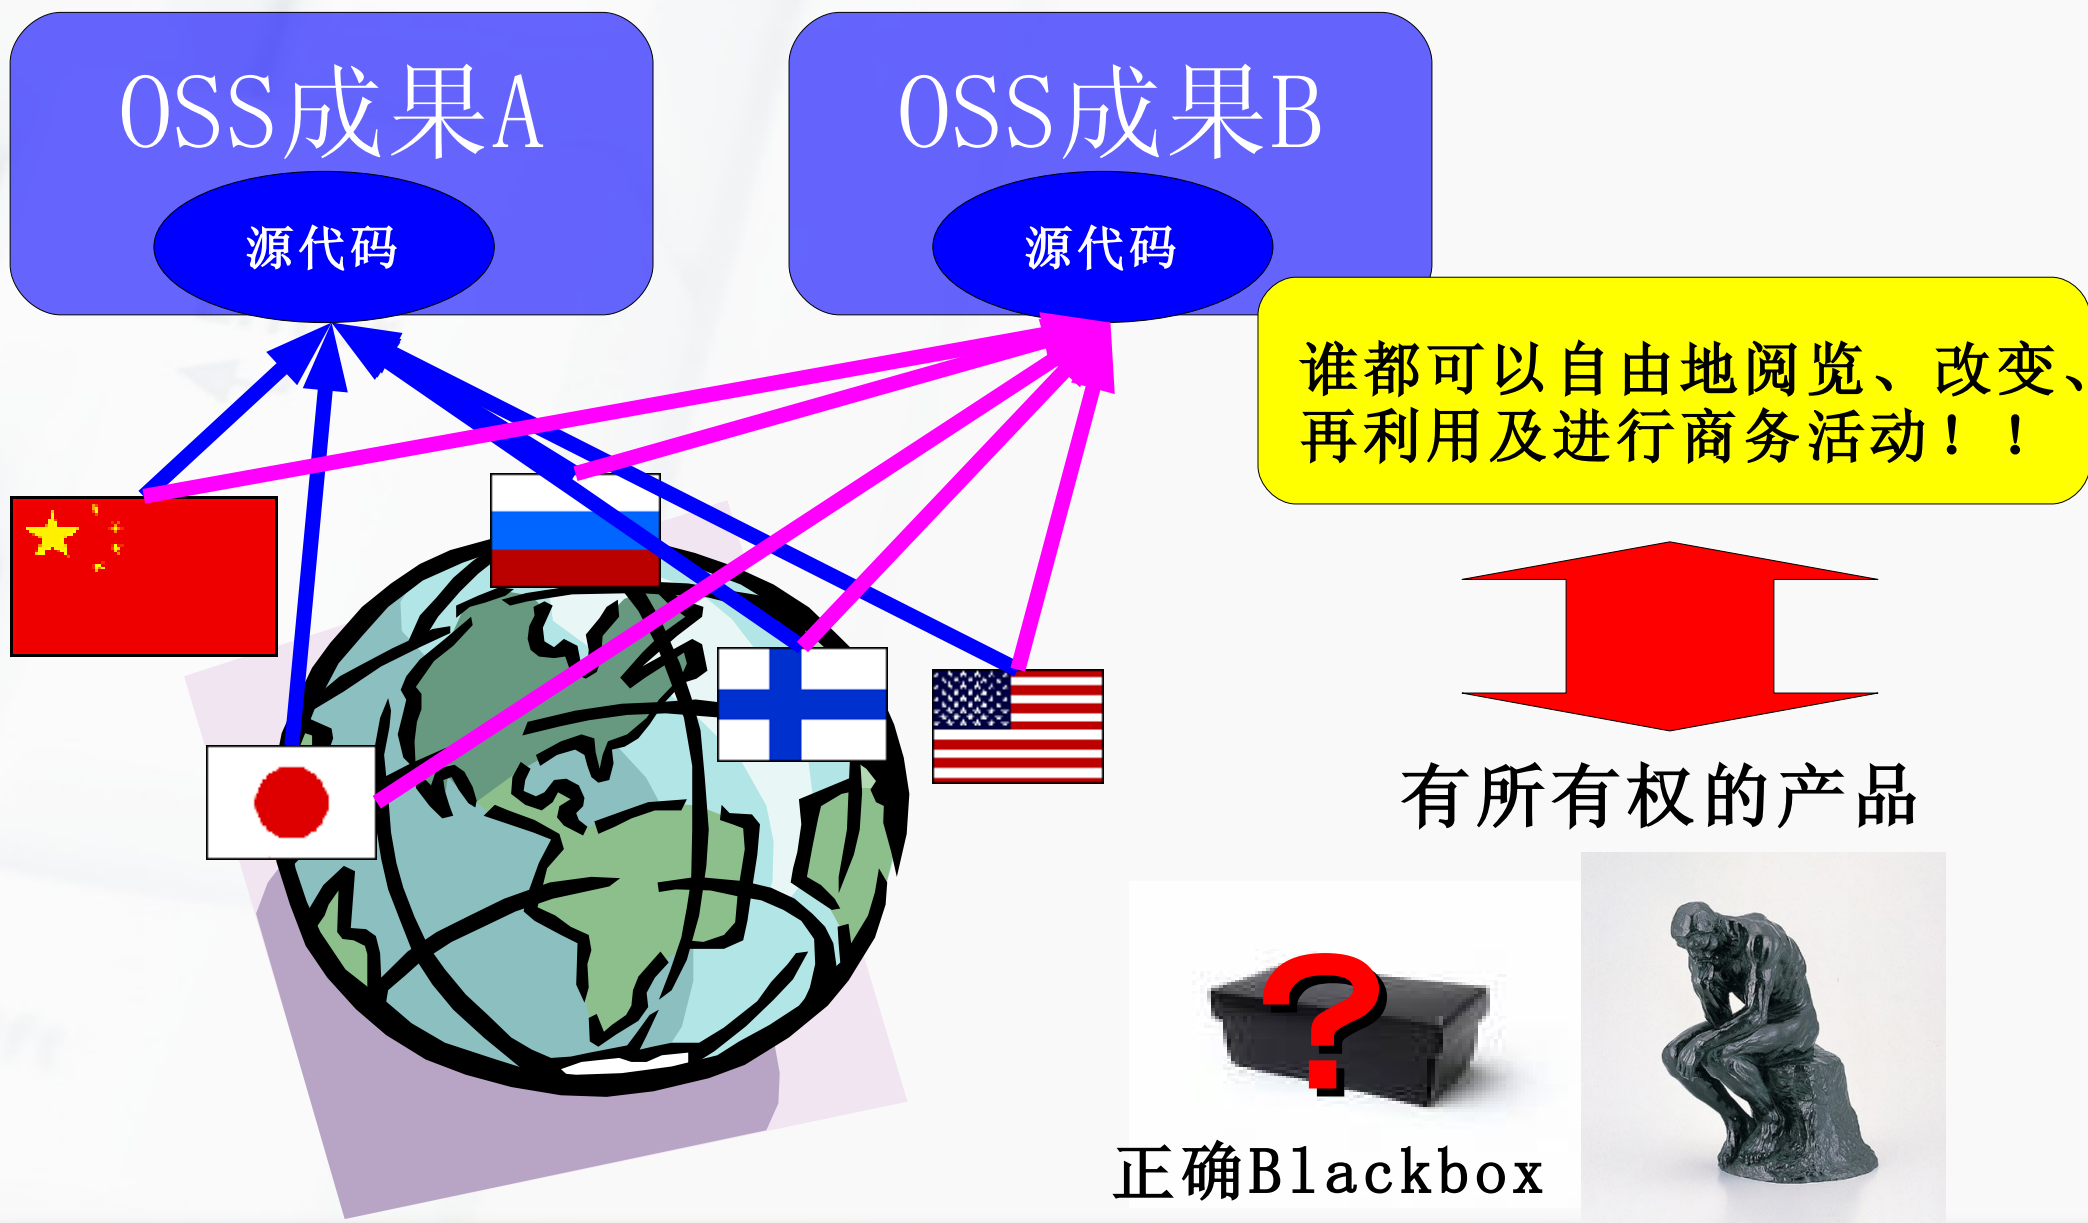 OSS成果A
源代码
OSS成果B
源代码
谁都可以自由地阅览、改变、
再利用及进行商务活动！！
有所有权的产品
?
正确Blackbox